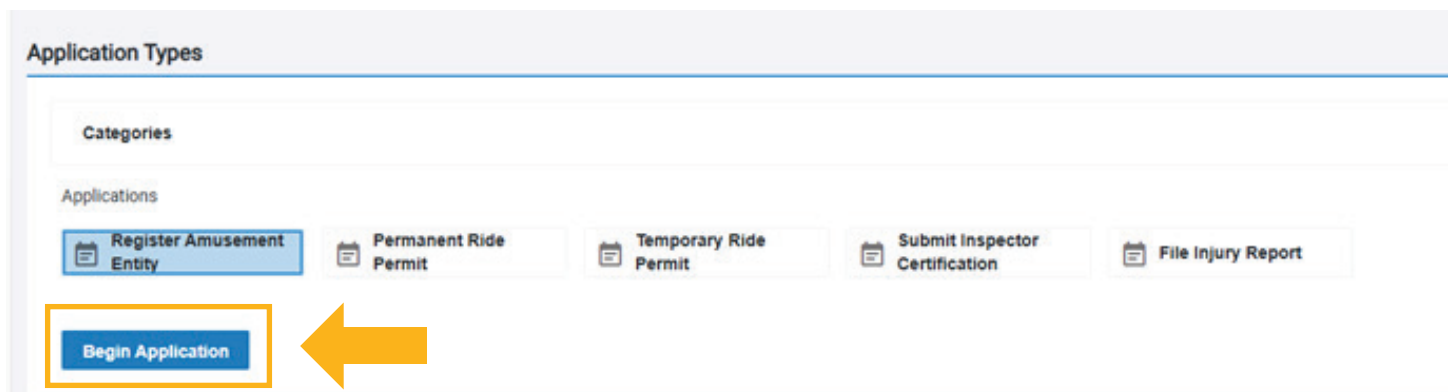 Application Types
Categories
Applications
Register Amusement
Entity
Permanent Ride
Permit
Temporary Ride
Permit
Submit Inspector
Certification
File Injury Report
Begin Application